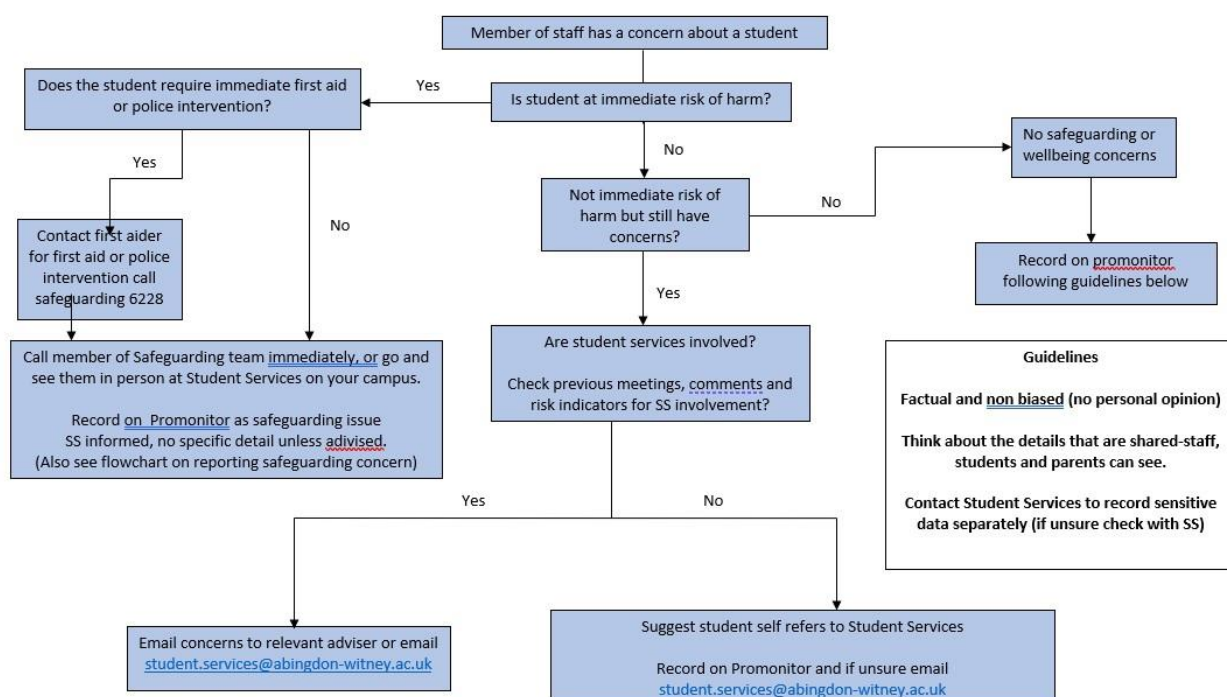 Member of staff has a concern about a student
Does the student require immediate first aid
or police intervention?
Yes
Is student at immediate risk of harm?
No safeguarding or
wellbeing concerns
Yes
No
Not immediate risk of
harm but still have
concerns?
No
Contact first aider
for first aid or police
intervention call
safeguarding 6228
No
Record on promonitor
following guidelines below
Yes
Call member of Safeguarding team immediately, or go and
see them in person at Student Services on your campus.
Record on Promonitor as safeguarding issue
SS informed, no specific detail unless adivised.
(Also see flowchart on reporting safeguarding concern)
Are student services involved?
Check previous meetings, comments and
risk indicators for SS involvement?
Guidelines
Factual and non biased (no personal opinion)
Think about the details that are shared-staff,
students and parents can see.
Contact Student Services to record sensitive
data separately (if unsure check with SS)
Yes
No
Email concerns to relevant adviser or email
student.services@abingdon-witney.ac.uk
Suggest student self refers to Student Services
Record on Promonitor and if unsure email
student.services@abingdon-witney.ac.uk